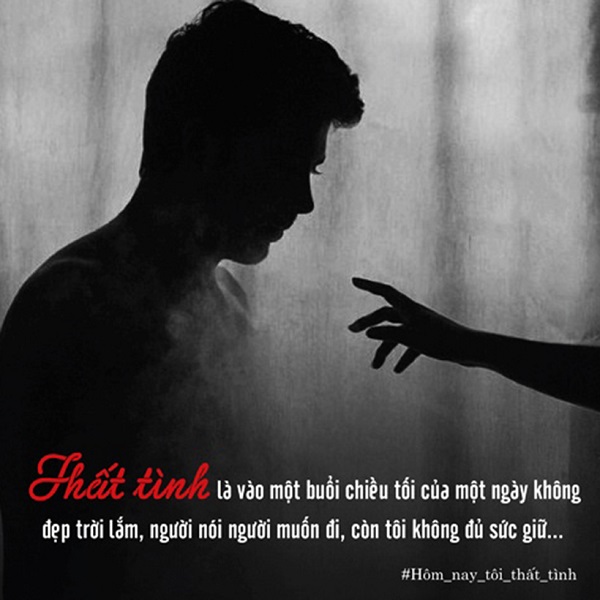 Thất tình là vào một buổi chiều tối của một ngày không
đẹp trời lắm, người nói người muốn đi, còn tôi không đủ sức giữ...
#Hôm_nay_tôi_thất_tình